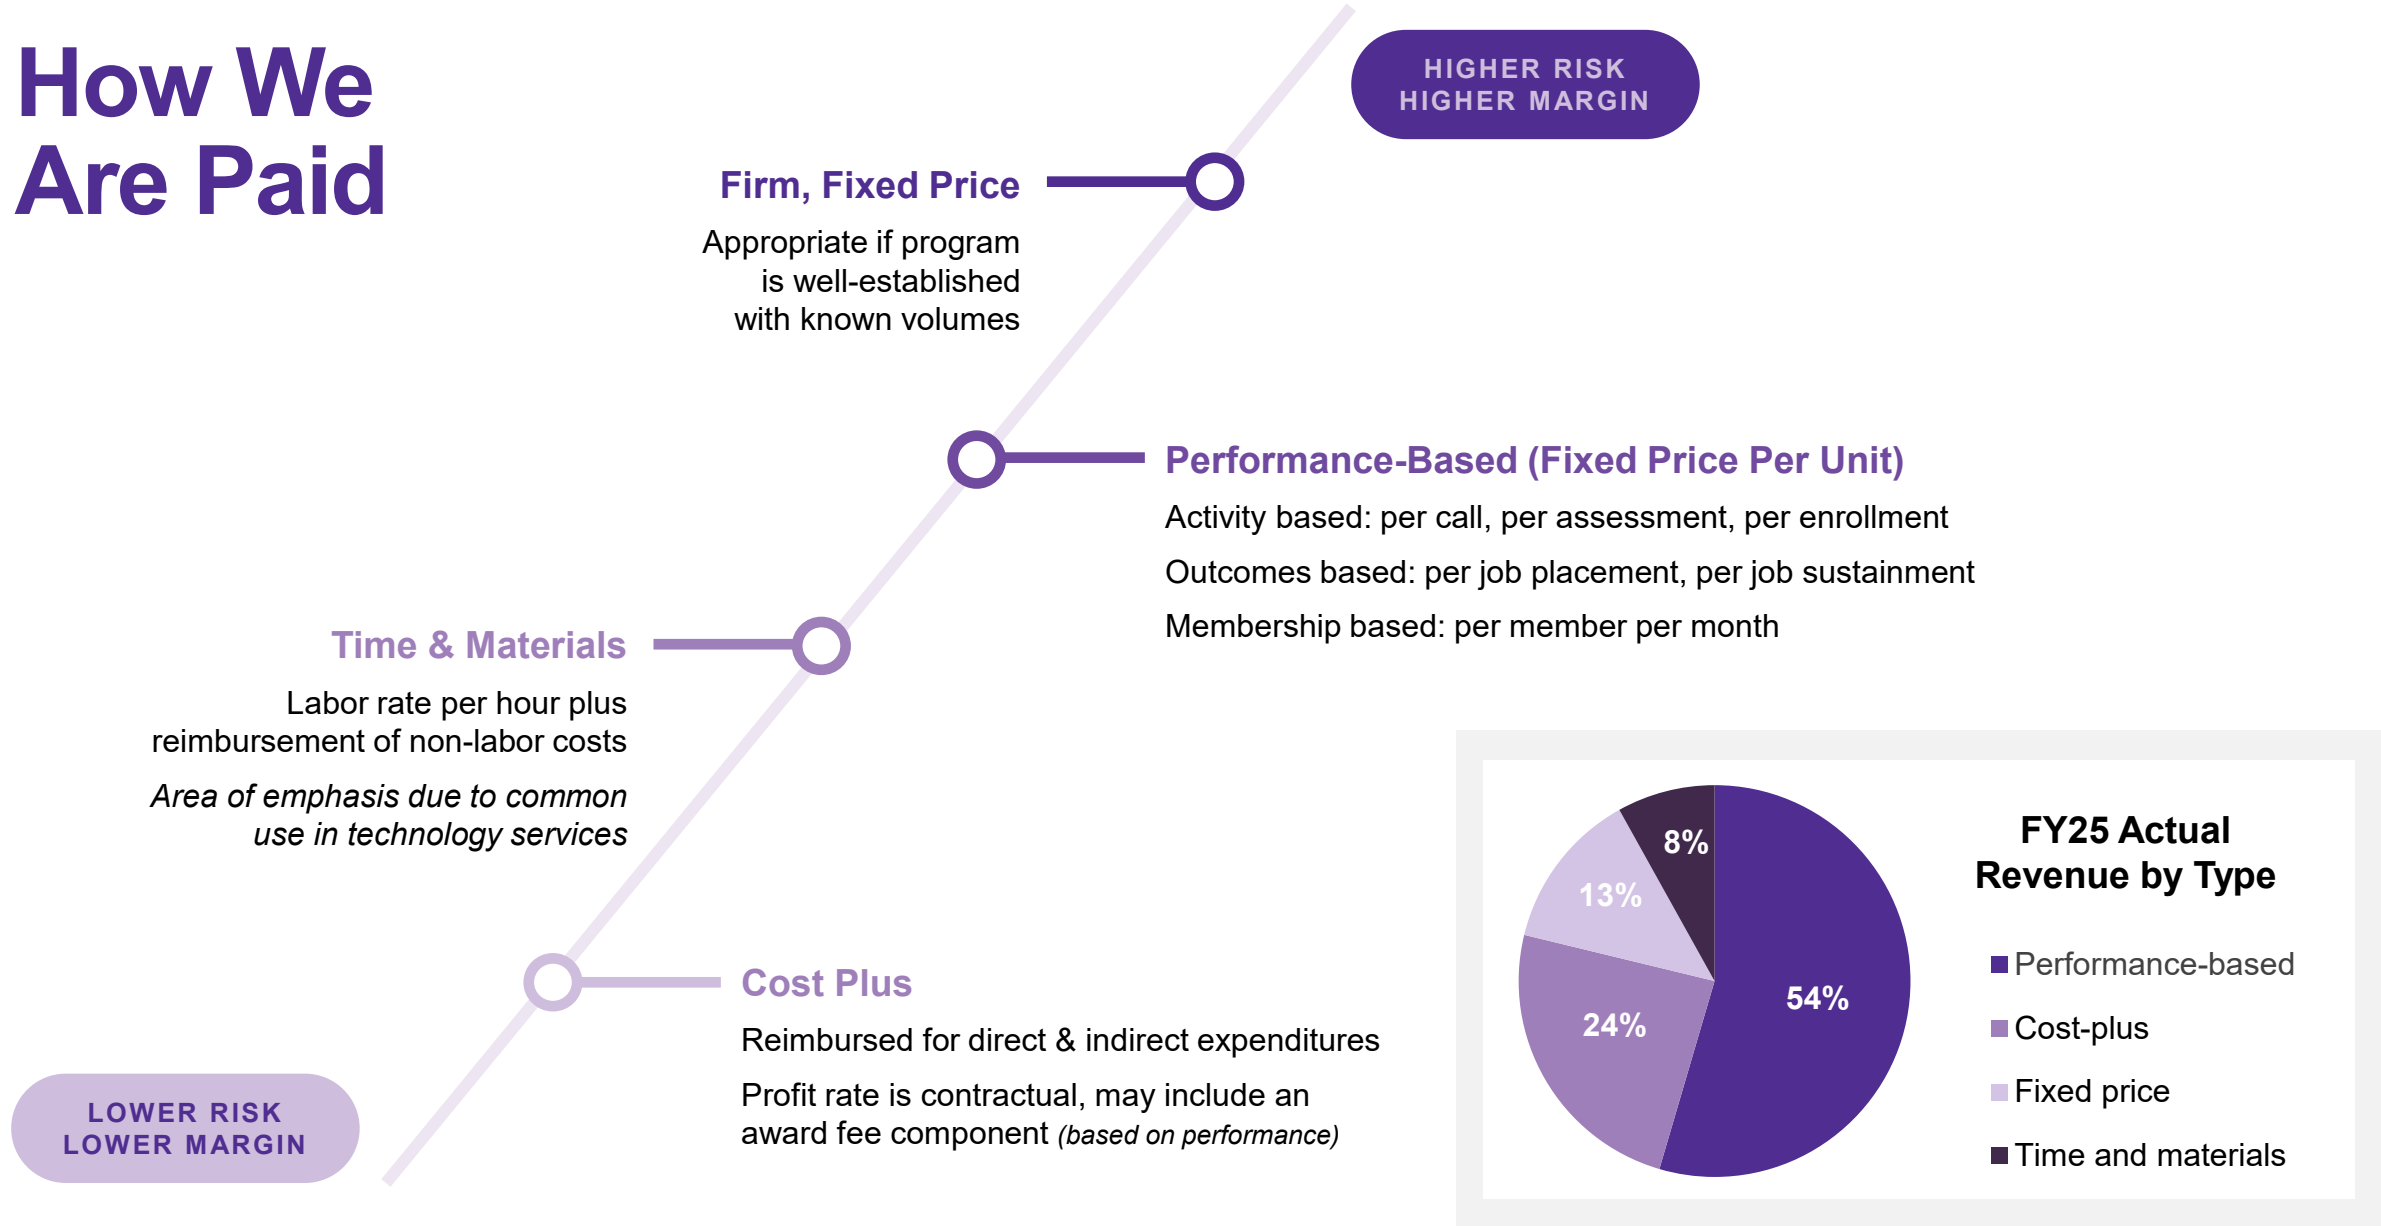 How We
Are Paid
HIGHER RISK
HIGHER MARGIN
Firm, Fixed Price
Appropriate if program
is well-established
with known volumes
Performance-Based (Fixed Price Per Unit)
Activity based: per call, per assessment, per enrollment
Outcomes based: per job placement, per job sustainment
Membership based: per member per month
Time & Materials
Labor rate per hour plus
reimbursement of non-labor costs
Area of emphasis due to common
use in technology services
Cost Plus
Reimbursed for direct & indirect expenditures
Profit rate is contractual, may include an
award fee component (based on performance)
LOWER RISK
LOWER MARGIN
FY25 Actual
Revenue by Type
8%
13%
24%
54%
Performance-based
Cost-plus
Fixed price
Time and materials